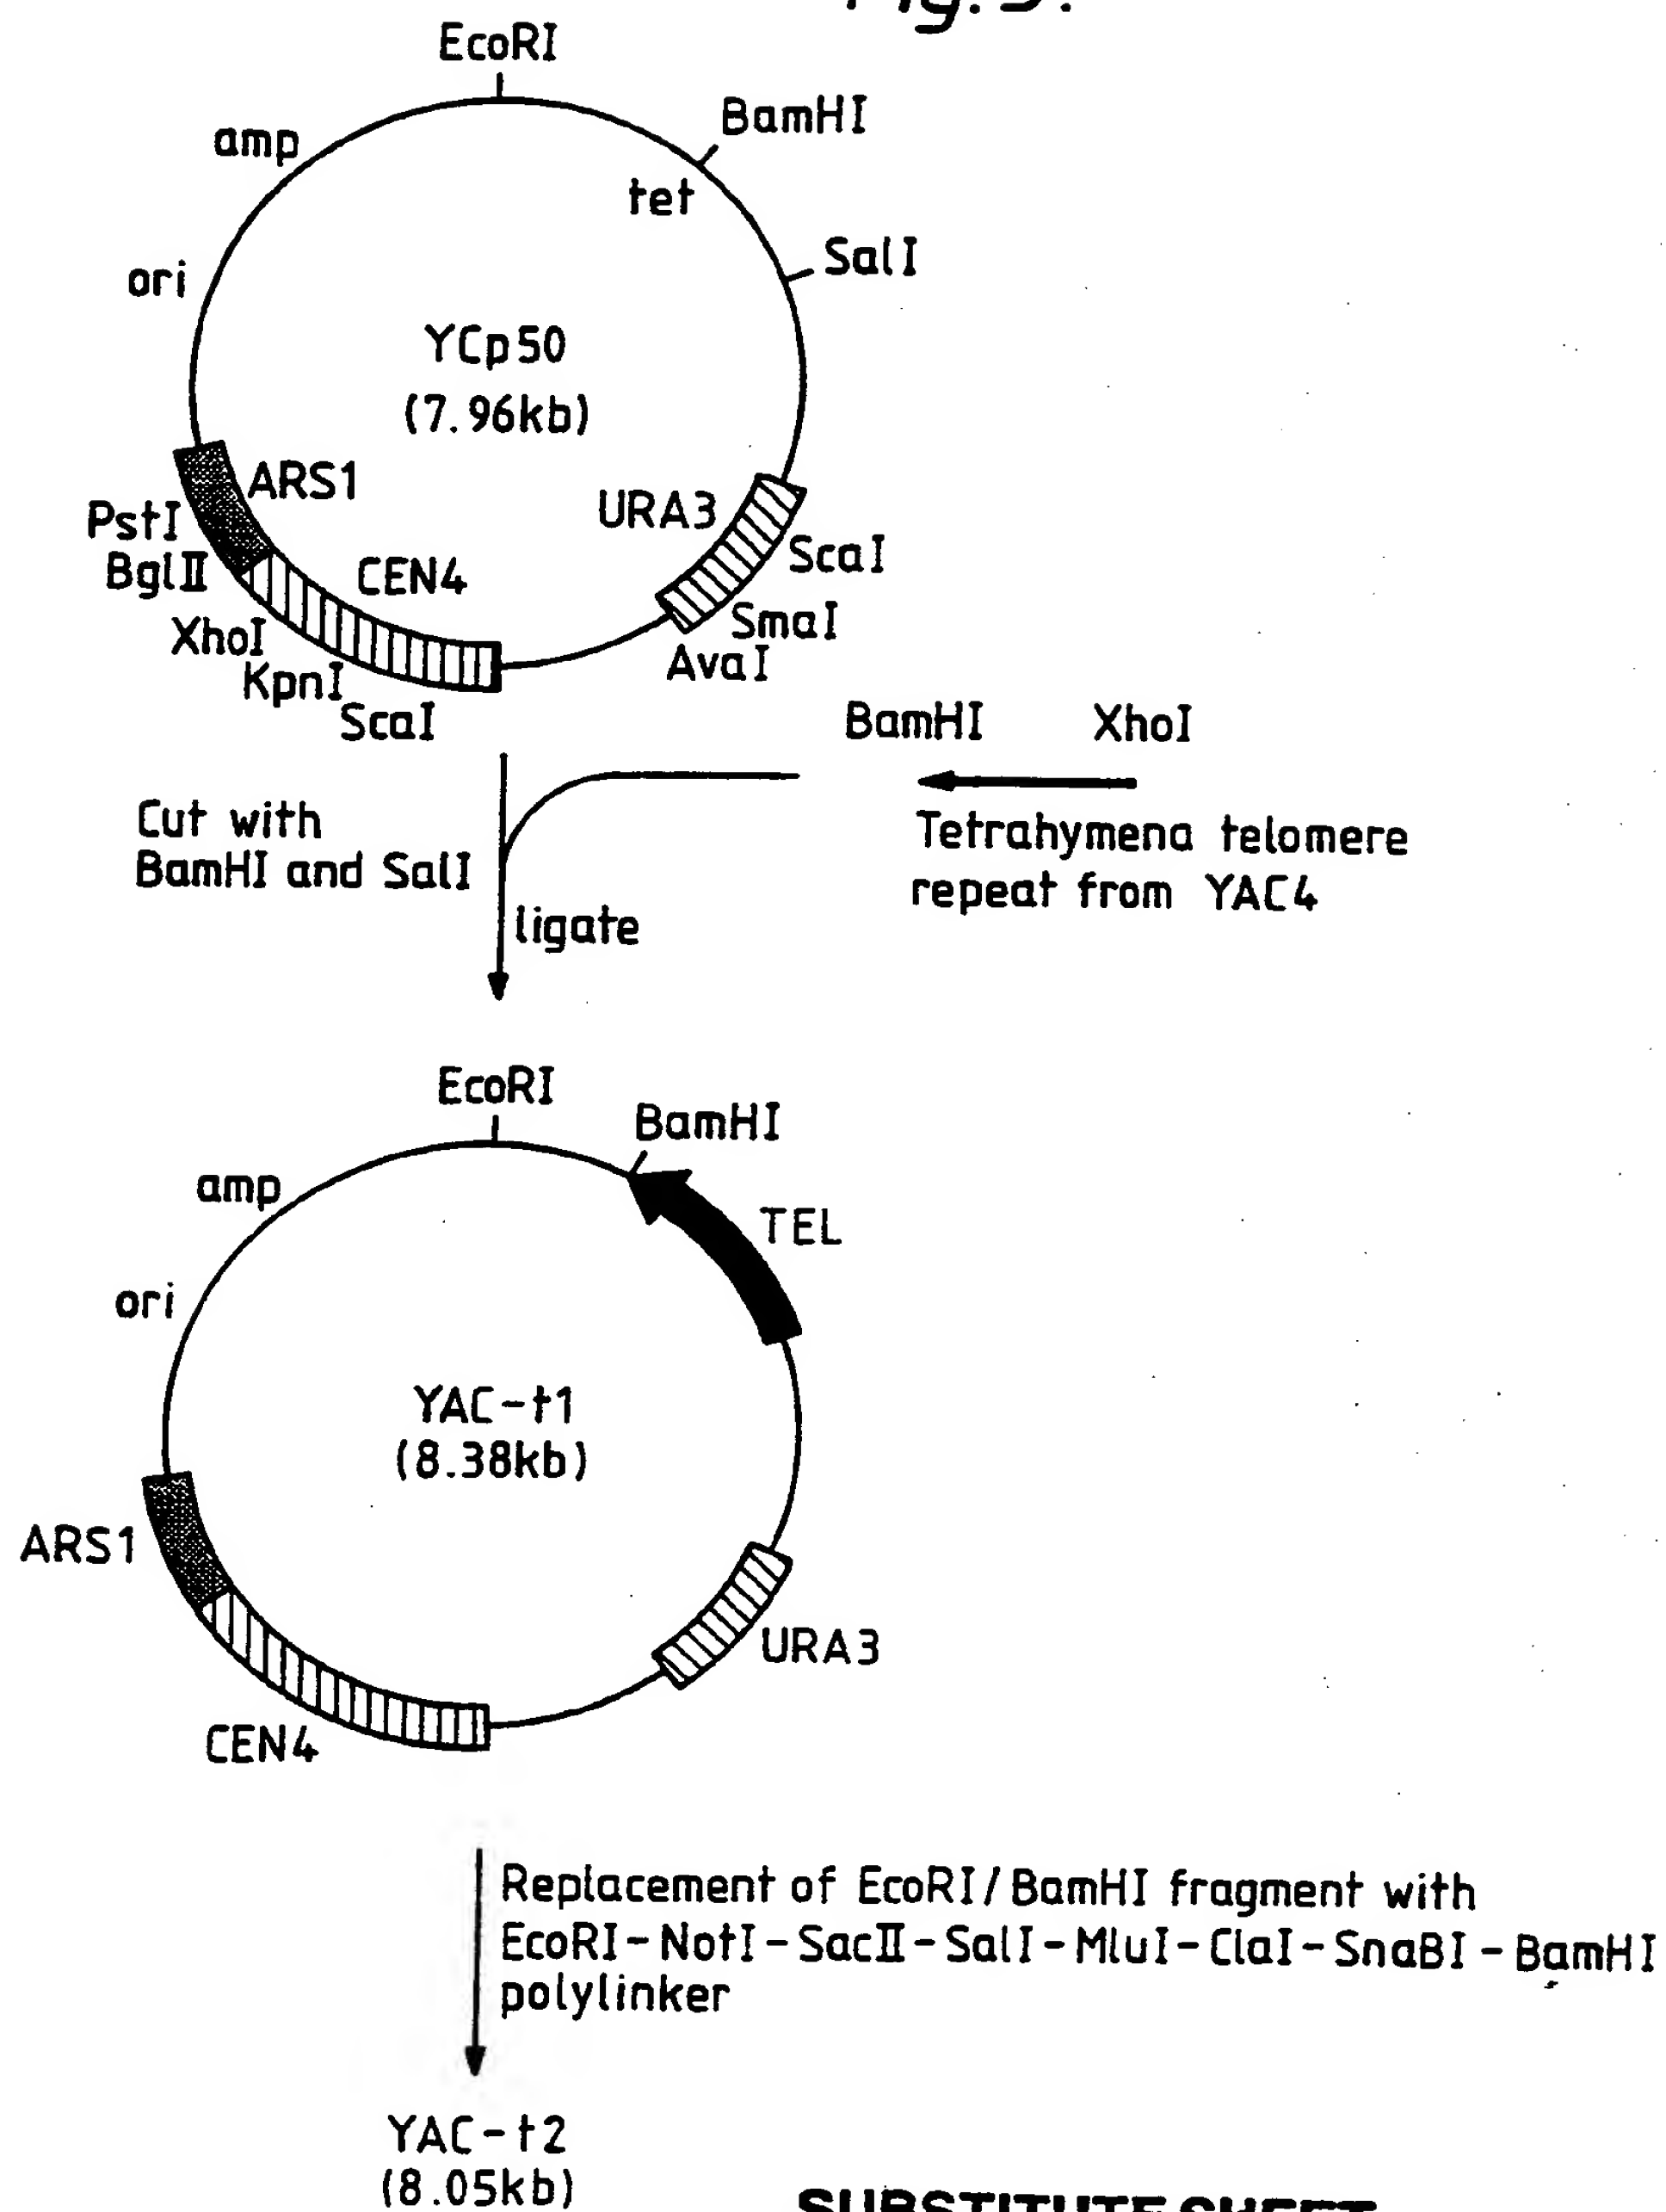 EcoRI
BamHI
amp
tet
SalI
ori
YCp50
(7.96kb)
ARS1
PstI
URA3
ScaI
BglII
CEN4
SmaI
XhoI
AvaI
KpnI
ScaI
BamHI XhoI
Cut with
BamHI and SalI
Tetrahymena telomere
repeat from YAC4
ligate
EcoRI
BamHI
amp
TEL
ori
YAC-t1
(8.38kb)
ARS1
URA3
CEN4
Replacement of EcoRI/BamHI fragment with
EcoRI-NotI-SacII-SalI-MluI-ClaI-SnaBI-BamHI
polylinker
YAC-t2
(8.05kb)
SUBSTITUTE SHEET